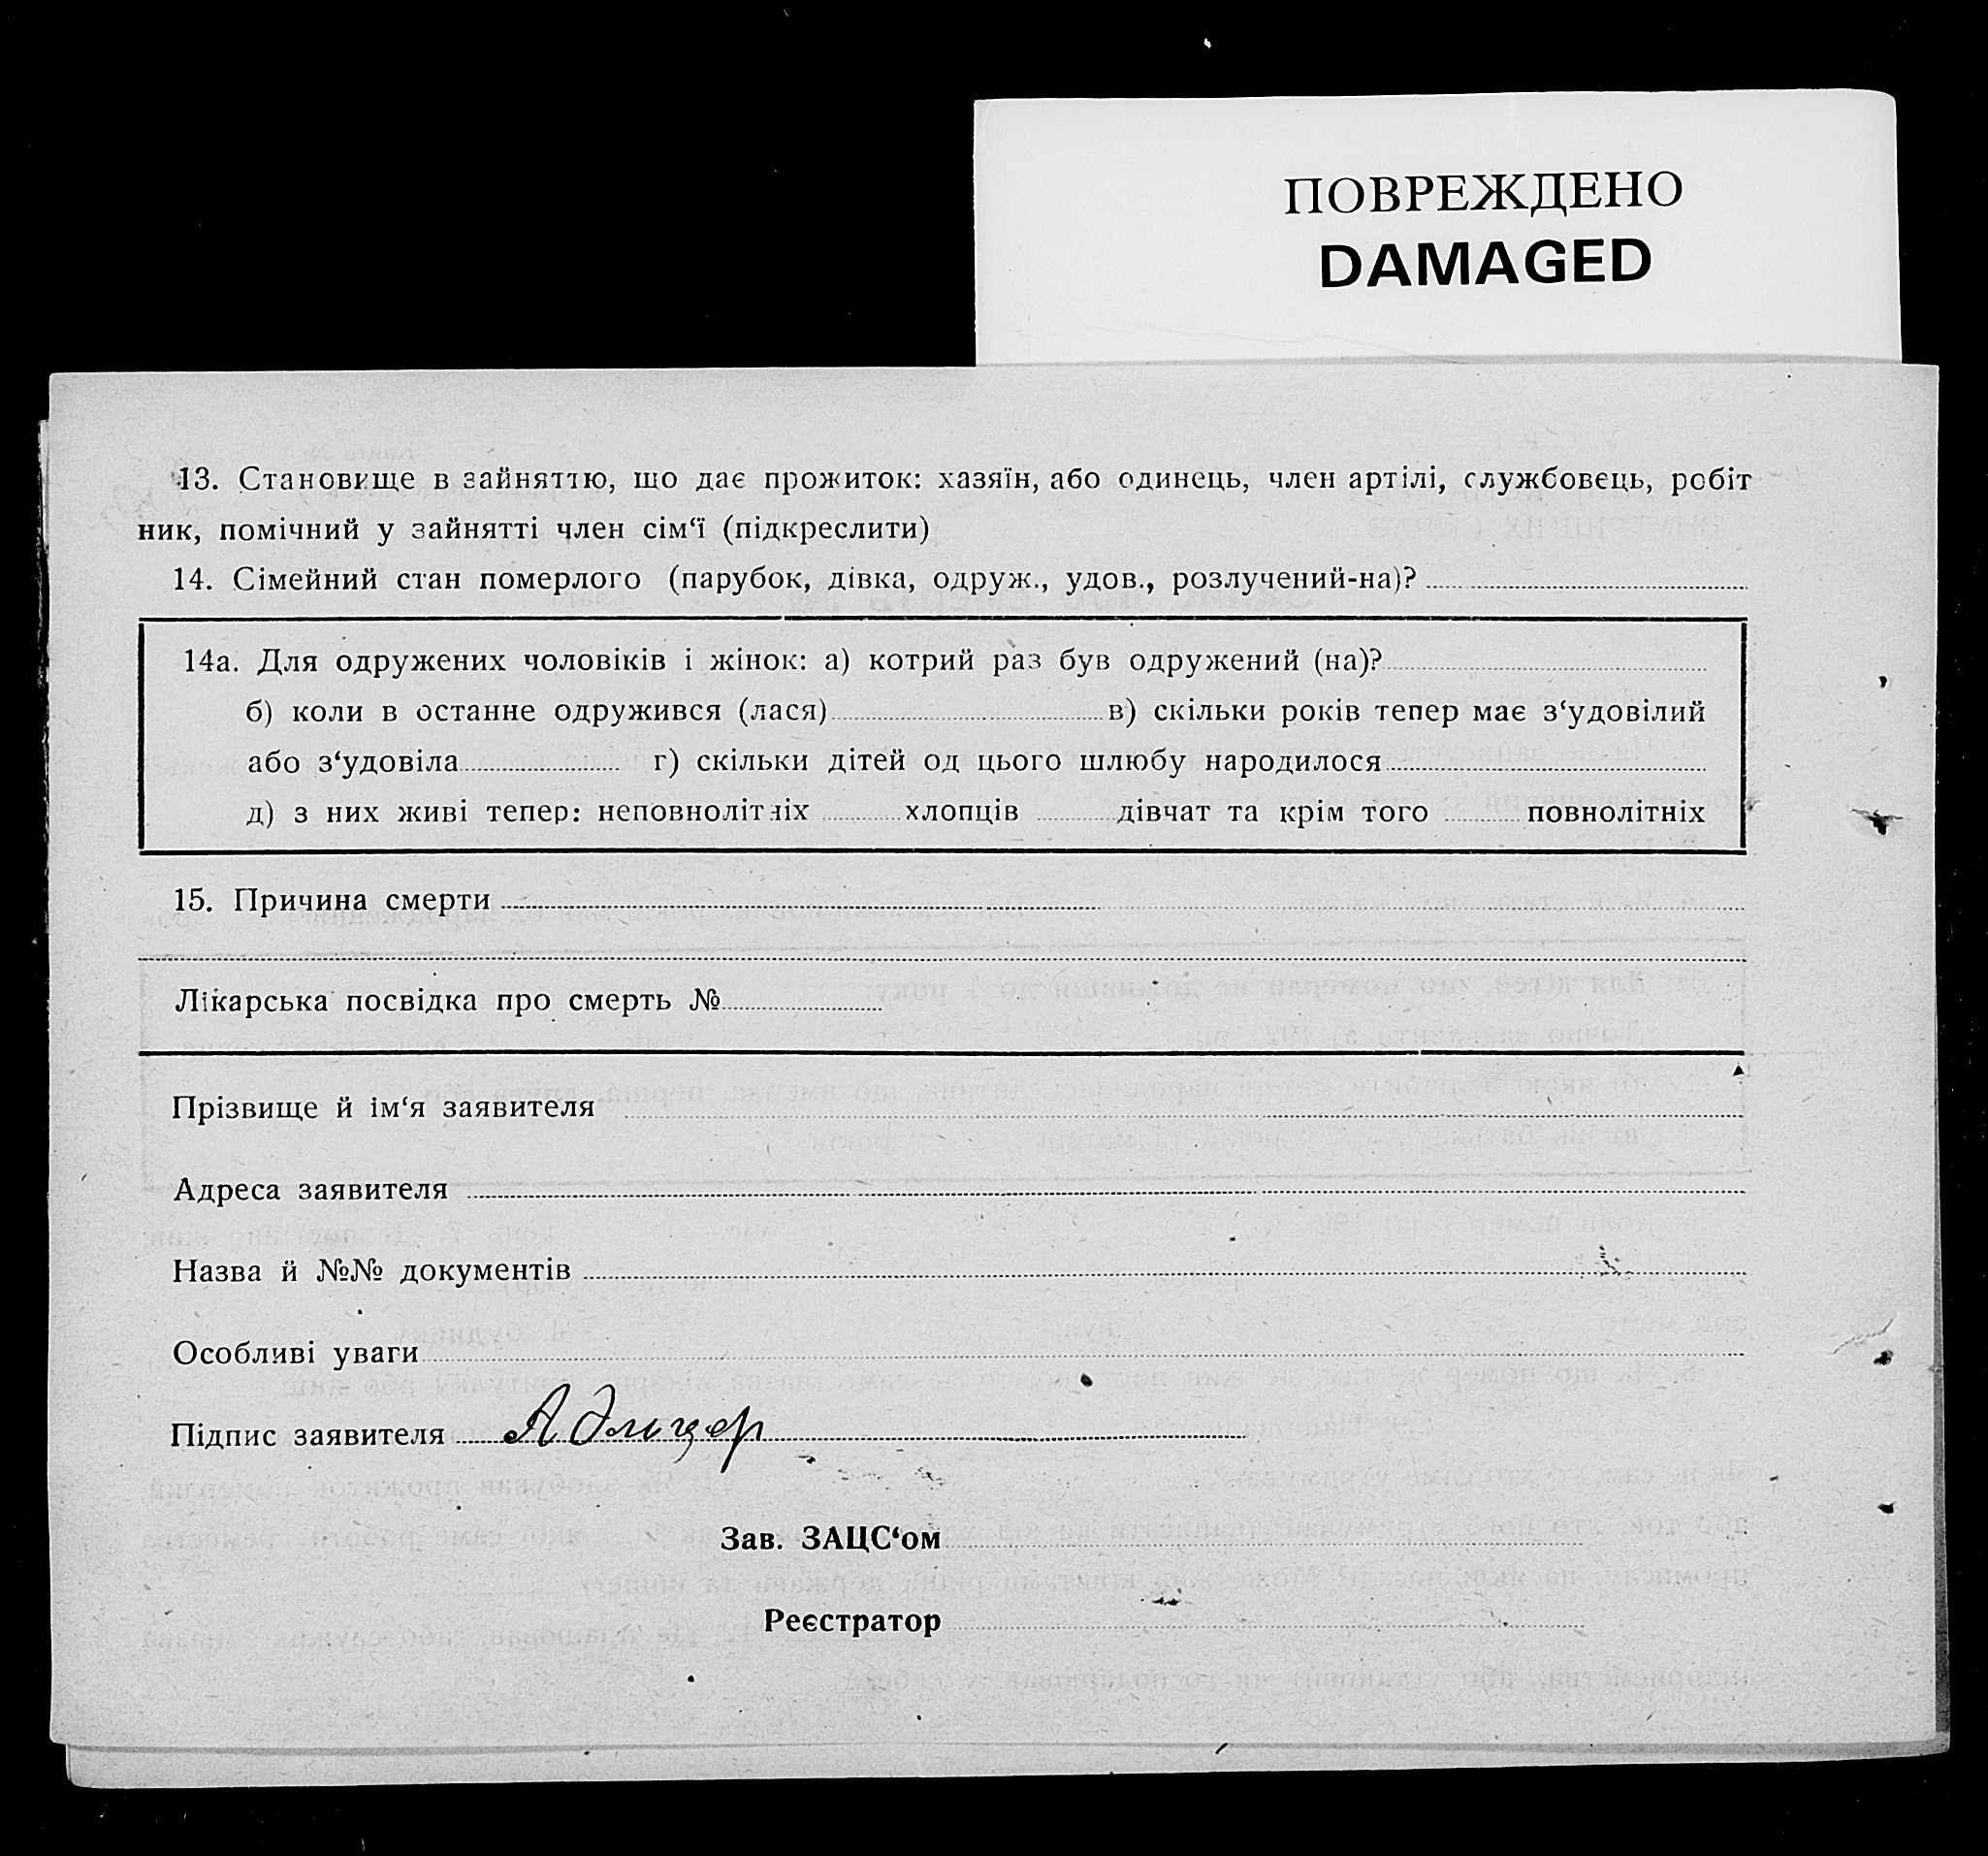 ПОВРЕЖДЕНО
DAMAGED
13. Становище в зайняттю, що дає прожиток: хазяїн, або одинець, член артілі, службовець, робіт
ник, помічний у зайнятті член сім‘ї (підкреслити)
14. Сімейний стан померлого (парубок, дівка, одруж., удов., розлучений-на)?
14а. Для одружених чоловіків і жінок: а) котрий раз був одружений (на)?
б) коли в останне одружився (лася) в) скільки років тепер має з‘удовілий
або з‘удовіла г) скільки дітей од цього шлюбу народилося
д) з них живі тепер: неповнолітніх хлопців дівчат та крім того повнолітніх
15. Причина смерти
Лікарська посвідка про смерть №
Прізвище й ім‘я заявителя
Адреса заявителя
Назва й №№ документів
Особливі уваги
Підпис заявителя
Зав. ЗАЦС‘ом
Реєстратор